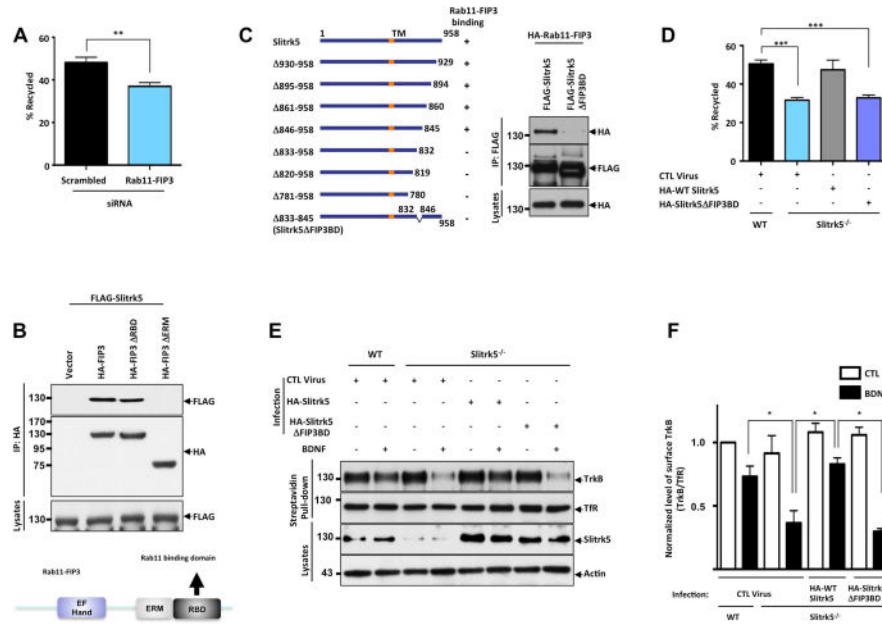 A
**
% Recycled
60
40
20
0
Scrambled
Rab11-FIP3
siRNA
B
FLAG-Slitrk5
Vector
HA-FIP3
HA-FIP3 ΔRBD
HA-FIP3 ΔERM
IP: HA
130
FLAG
170
130
95
75
HA
Lysates
130
FLAG
Rab11-FIP3
Rab11 binding domain
EF
Hand
ERM
RBD
C
Rab11-FIP3
binding
Slitrk5
1
TM
958
+
Δ930-958
929
+
Δ895-958
894
+
Δ861-958
860
+
Δ846-958
845
+
Δ833-958
832
-
Δ820-958
819
-
Δ781-958
780
-
Δ833-845
832
846
958
-
(Slitrk5ΔFIP3BD)
HA-Rab11-FIP3
FLAG-Slitrk5
FLAG-Slitrk5
ΔFIP3BD
IP: FLAG
130
HA
130
FLAG
Lysates
130
HA
D
***
***
% Recycled
80
60
40
20
0
CTL Virus
+
+
HA-WT Slitrk5
+
HA-Slitrk5ΔFIP3BD
+
WT
Slitrk5-/-
E
WT
Slitrk5-/-
Infection
CTL Virus
+
+
+
+
HA-Slitrk5
+
+
HA-Slitrk5
ΔFIP3BD
+
+
BDNF
+
+
+
+
Streptavidin
Pull-down
130
TrkB
130
TfR
Lysates
130
Slitrk5
43
Actin
F
CTL
BDN
*
*
*
Normalized level of surface TrkB
(TrkB/TfR)
1.0
0.5
Infection:
CTL Virus
HA-WT
Slitrk5
HA-Slitrk
ΔFIP3BD
WT
Slitrk5-/-